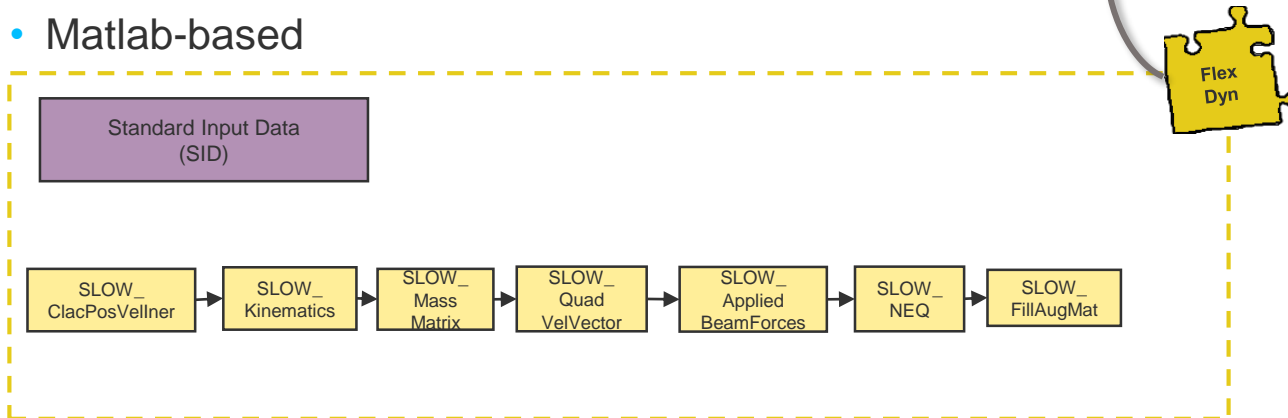 • Matlab-based
Flex
Dyn
Standard Input Data
(SID)
SLOW_
ClacPosVelIner
SLOW_
Kinematics
SLOW_
Mass
Matrix
SLOW_
Quad
VelVector
SLOW_
Applied
BeamForces
SLOW_
NEQ
SLOW_
FillAugMat